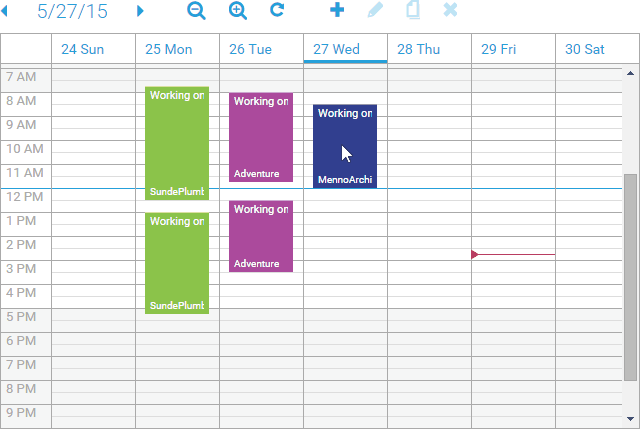 5/27/15
24 Sun 25 Mon 26 Tue 27 Wed 28 Thu 29 Fri 30 Sat
7 AM
8 AM
Working on Working on
9 AM
Working on
10 AM
11 AM
Adventure MennoArchi
SundePlumb
12 PM
Working on
1 PM
Working on
2 PM
3 PM
Adventure
4 PM
SundePlumb
5 PM
6 PM
7 PM
8 PM
9 PM